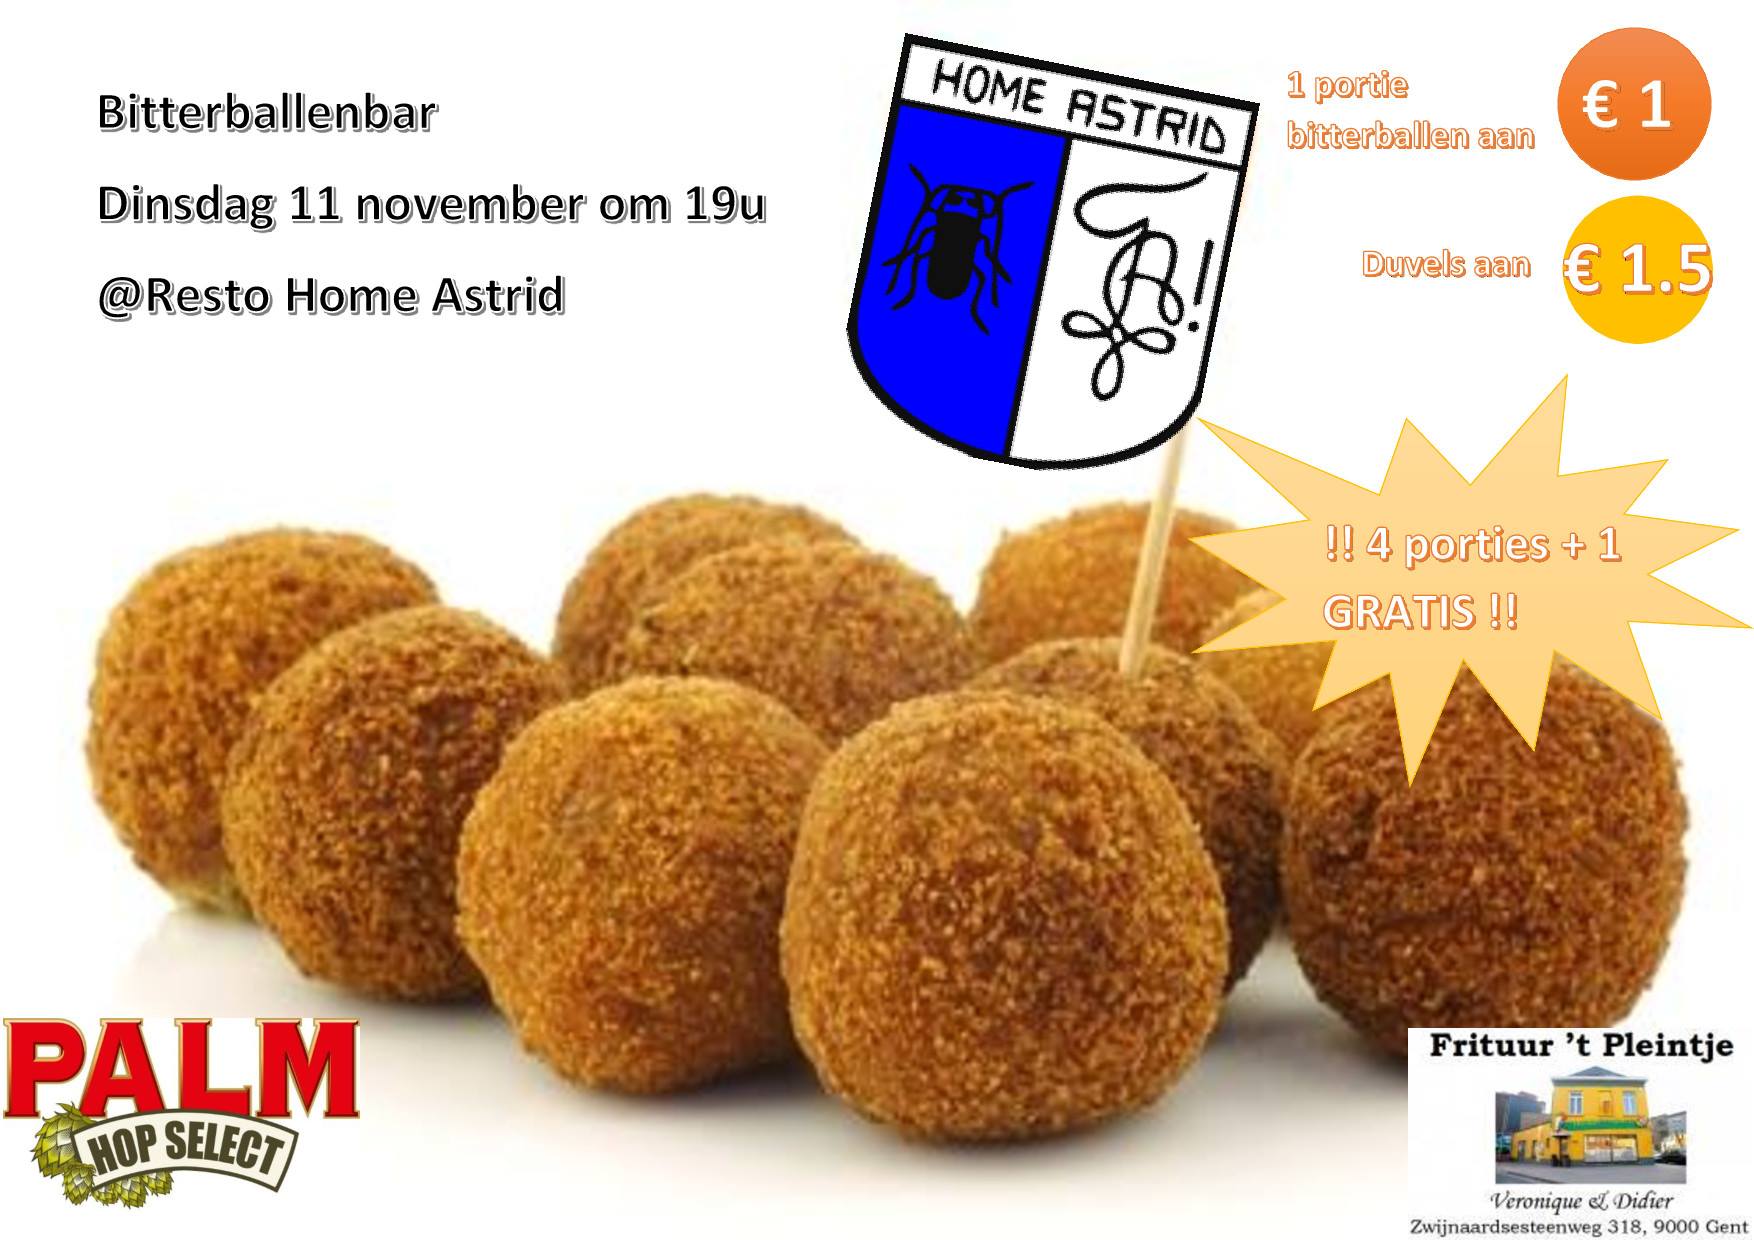 Bitterballenbar
Dinsdag 11 november om 19u
@Resto Home Astrid
HOME ASTRID
1 portie
bitterballen aan
€ 1
Duvels aan
€ 1.5
!! 4 porties + 1
GRATIS !!
PALM
HOP SELECT
Frituur 't Pleintje
Veronique & Didier
Zwijnaardsesteenweg 318, 9000 Gent